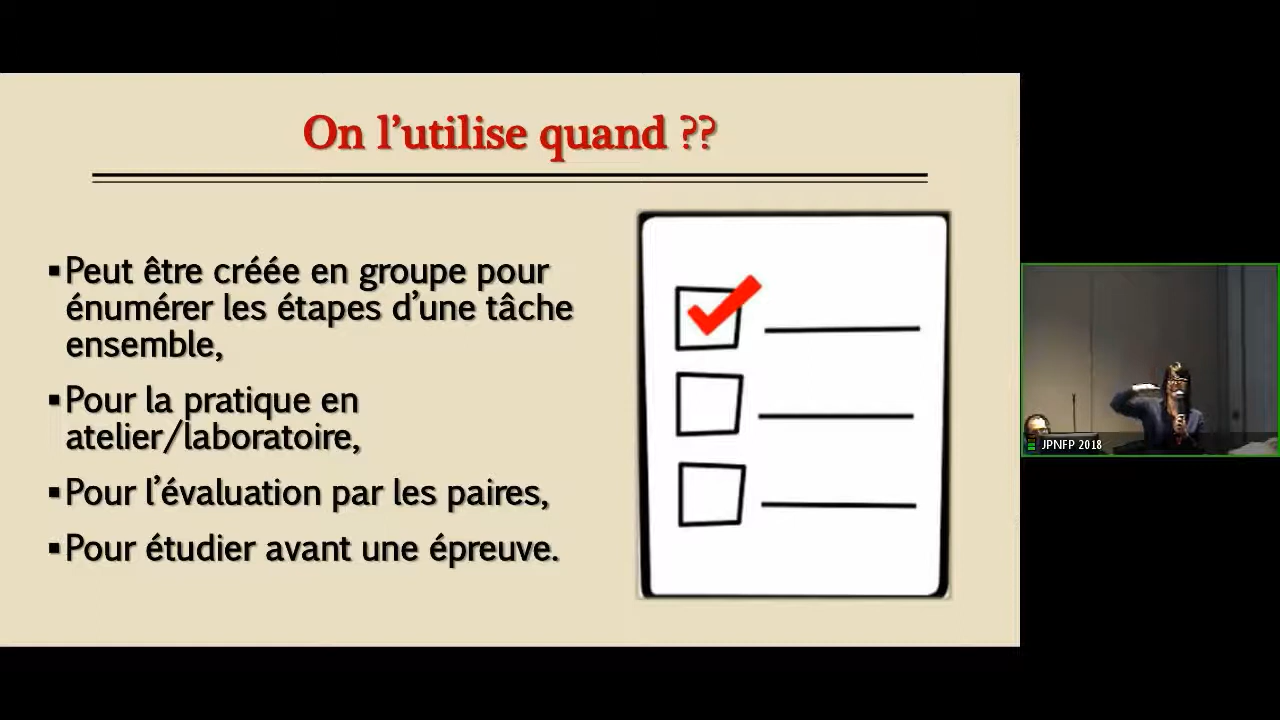 On l’utilise quand ??
▪Peut être créée en groupe pour
énumérer les étapes d’une tâche
ensemble,
▪Pour la pratique en
atelier/laboratoire,
▪Pour l’évaluation par les paires,
▪Pour étudier avant une épreuve.
JPNFP 2018